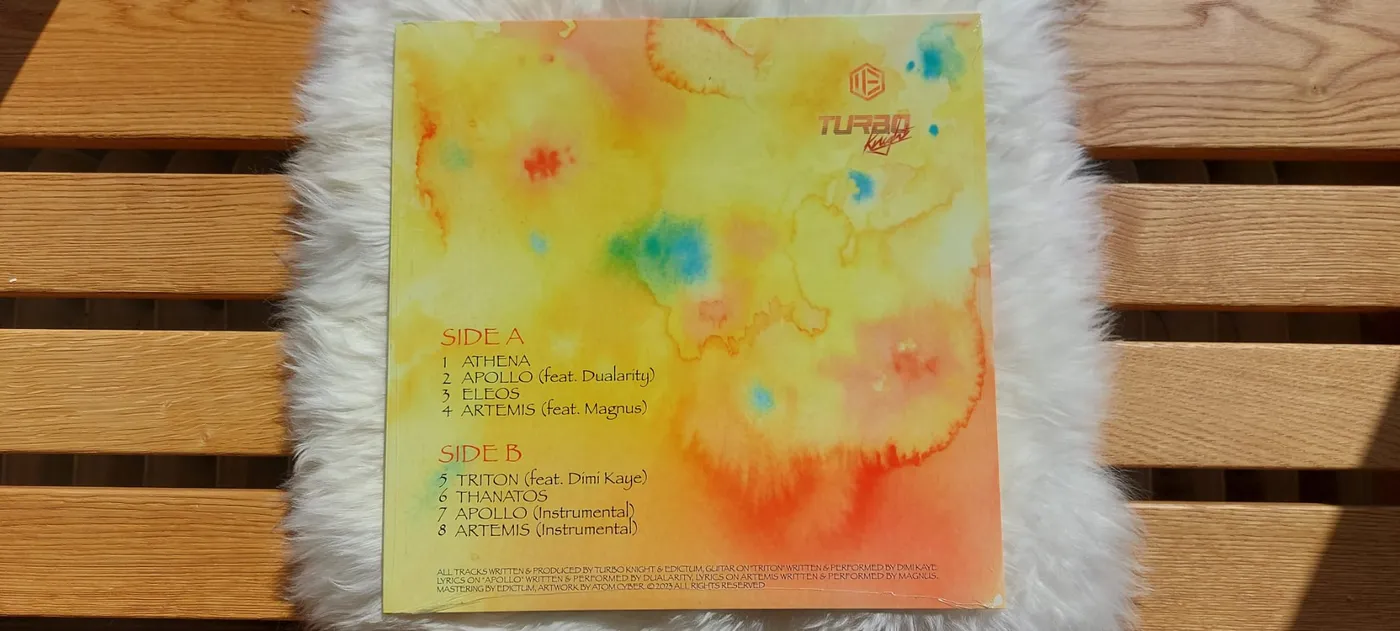 TURBO
Knight
SIDE A
1 ATHENA
2 APOLLO (feat. Dualarity)
3 ELEOS
4 ARTEMIS (feat. Magnus)
SIDE B
5 TRITON (feat. Dimi Kaye)
6 THANATOS
7 APOLLO (Instrumental)
8 ARTEMIS (Instrumental)
ALL TRACKS WRITTEN & PRODUCED BY TURBO KNIGHT & EDICTUM, GUITAR ON "TRITON" WRITTEN & PERFORMED BY DIMI KAYE
LYRICS ON "APOLLO" WRITTEN & PERFORMED BY DUALARITY, LYRICS ON ARTEMIS WRITTEN & PERFORMED BY MAGNUS.
MASTERING BY EDICTUM, ARTWORK BY ATOM CYBER. © 2023 ALL RIGHTS RESERVED